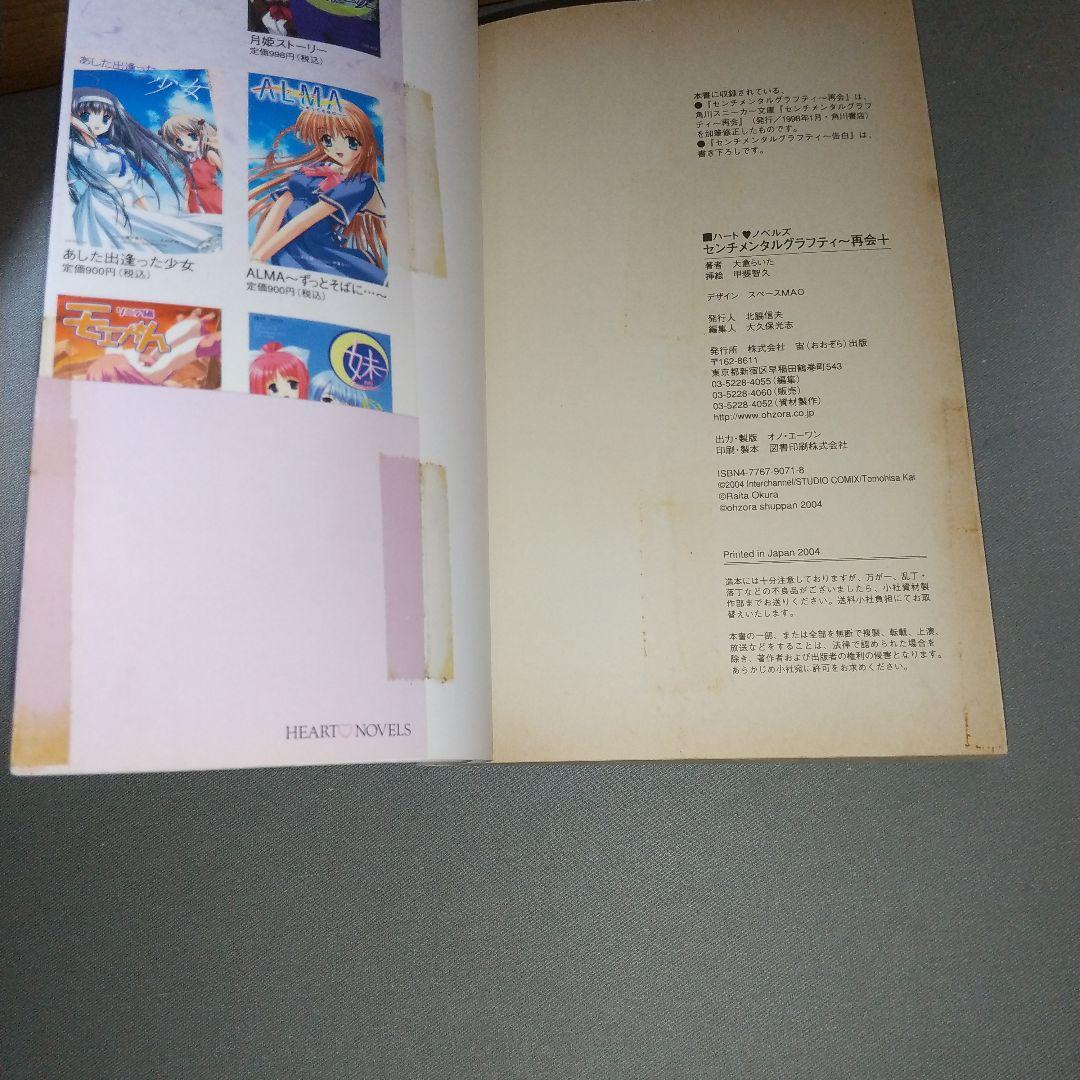 月姫ストーリー
定価998円(税込)
あした出逢った
少女
ALMA
あした出逢った少女
定価900円(税込)
ALMA〜ずっとそばに…〜
定価900円(税込)
妹
HEART♡NOVELS
本書に収録されている、
●『センチメンタルグラフティ〜再会』は、
角川スニーカー文庫『センチメンタルグラフ
ティ〜再会』(発行/1998年1月・角川書店)
を加筆修正したものです。
●『センチメンタルグラフティ〜告白』は、
書き下ろしです。
■ハート♥ノベルズ
センチメンタルグラフティ〜再会+
著者 大倉らいた
挿絵 甲斐智久
デザイン スペースMAO
発行人 北脇信夫
編集人 大久保光志
発行所 株式会社 宙(おおぞら)出版
〒162-8611
東京都新宿区早稲田鶴巻町543
03-5228-4055(編集)
03-5228-4060(販売)
03-5228-4052(資材製作)
http://www.ohzora.co.jp
出力・製版 オノ・エーワン
印刷・製本 図書印刷株式会社
ISBN4-7767-9071-8
©2004 Interchannel/STUDIO COMIX/Tomohisa Kai
©Raita Okura
©ohzora shuppan 2004
Printed in Japan 2004
造本には十分注意しておりますが、万が一、乱丁・
落丁などの不良品がございましたら、小社資材製
作部までお送りください。送料小社負担にてお取
替えいたします。
本書の一部、または全部を無断で複製、転載、上演、
放送などをすることは、法律で認められた場合を
除き、著作者および出版者の権利の侵害となります。
あらかじめ小社宛に許可をお求めください。